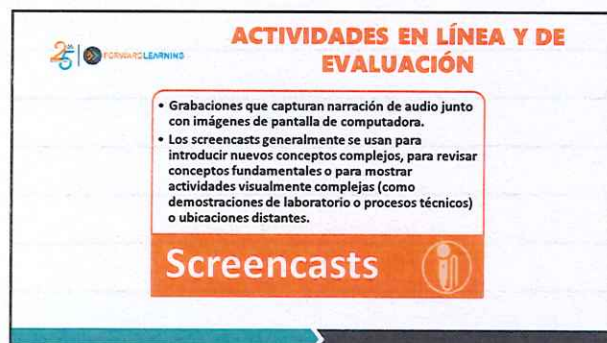 ACTIVIDADES EN LÍNEA Y DE
EVALUACIÓN
25
FORWARDLEARNING
• Grabaciones que capturan narración de audio junto
con imágenes de pantalla de computadora.
• Los screencasts generalmente se usan para
introducir nuevos conceptos complejos, para revisar
conceptos fundamentales o para mostrar
actividades visualmente complejas (como
demostraciones de laboratorio o procesos técnicos)
o ubicaciones distantes.
Screencasts